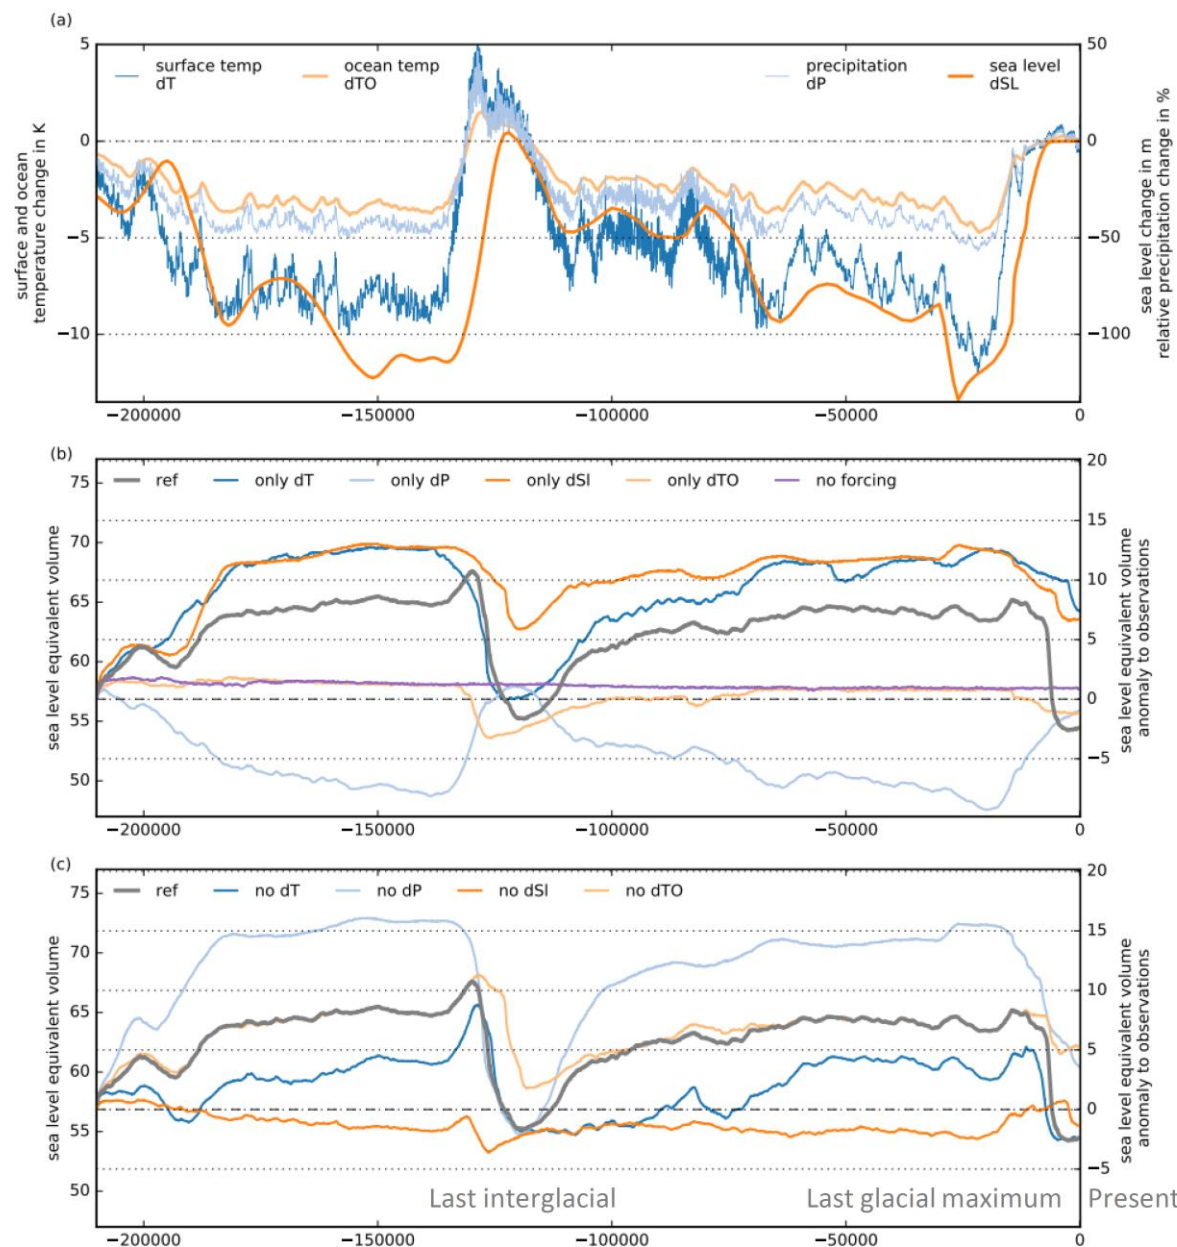 (a)
5
50
surface temp
dT
ocean temp
dTO
precipitation
dP
sea level
dSL
0
0
−5
−50
−10
−100
surface and ocean
temperature change in K
sea level change in m
relative precipitation change in %
−200000
−150000
−100000
−50000
0
(b)
ref
only dT
only dP
only dSl
only dTO
no forcing
75
70
65
60
55
50
20
15
10
5
0
−5
sea level equivalent volume
sea level equivalent volume
anomaly to observations
−200000
−150000
−100000
−50000
0
(c)
ref
no dT
no dP
no dSl
no dTO
75
70
65
60
55
50
20
15
10
5
0
−5
sea level equivalent volume
sea level equivalent volume
anomaly to observations
Last interglacial
Last glacial maximum
Present
−200000
−150000
−100000
−50000
0